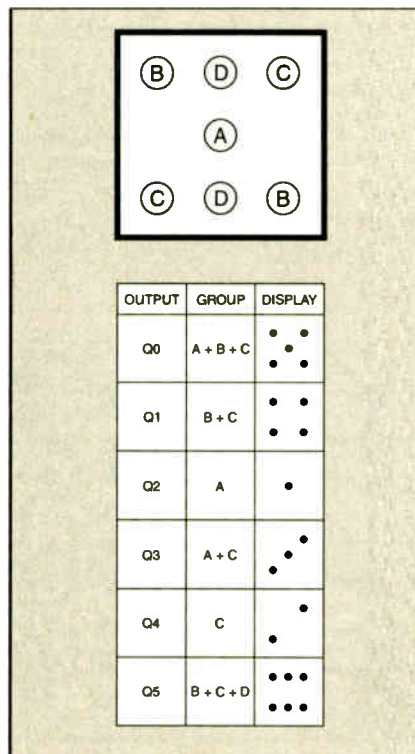 B D C
A
C D B
OUTPUT GROUP DISPLAY
Q0 A + B + C
Q1 B + C
Q2 A
Q3 A + C
Q4 C
Q5 B + C + D